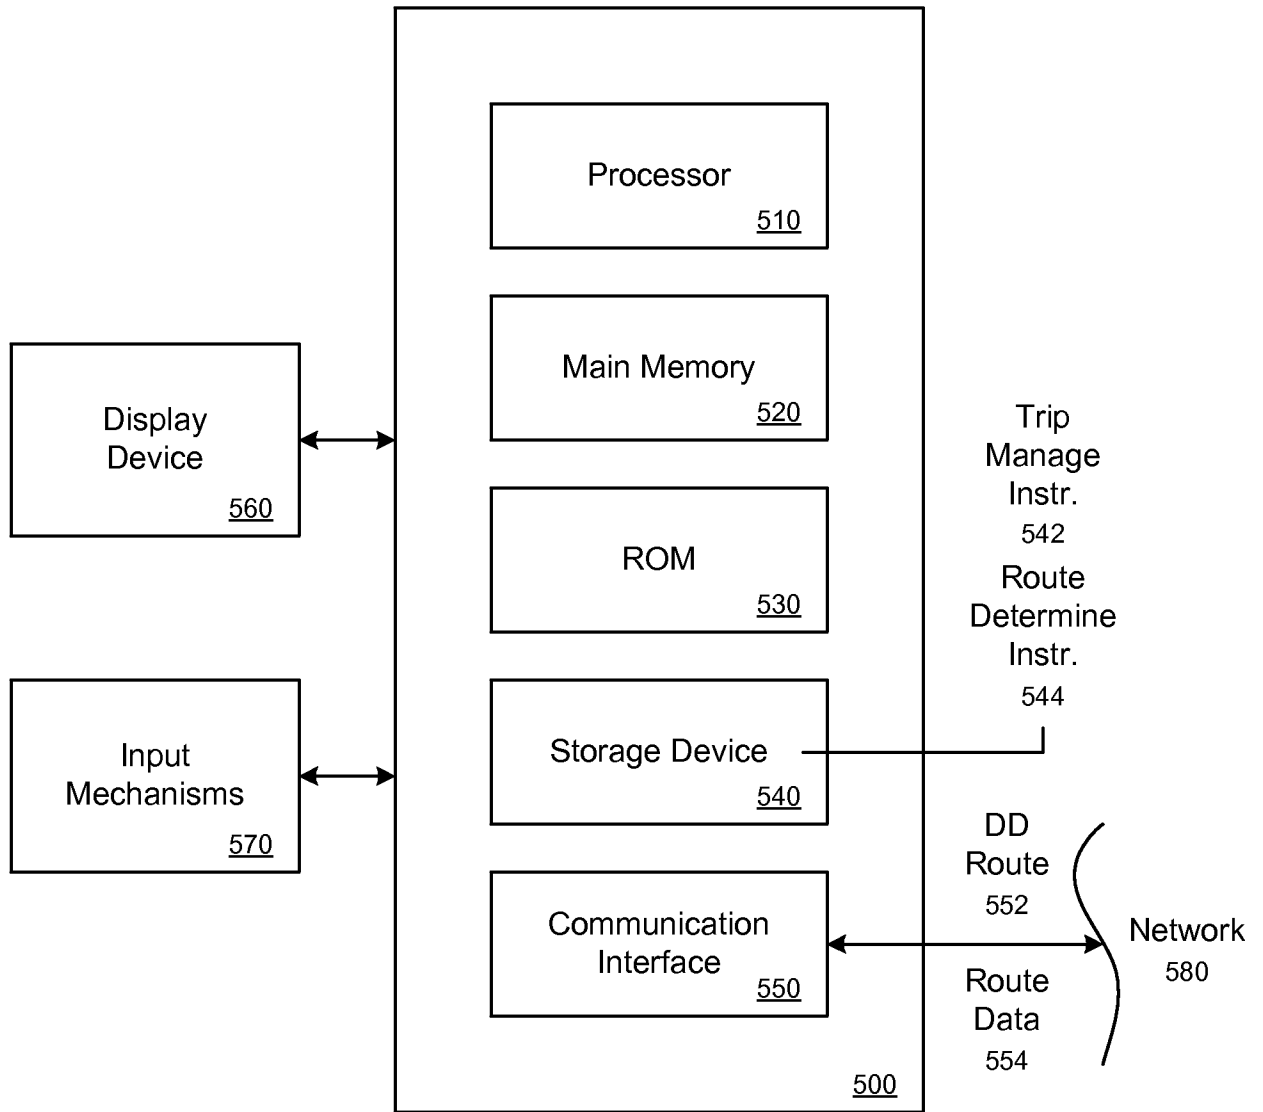 Processor
510
Main Memory
520
Display
Device
560
ROM
530
Trip
Manage
Instr.
542
Route
Determine
Instr.
544
Input
Mechanisms
570
Storage Device
540
Communication
Interface
550
DD
Route
552
Route
Data
554
Network
580
500